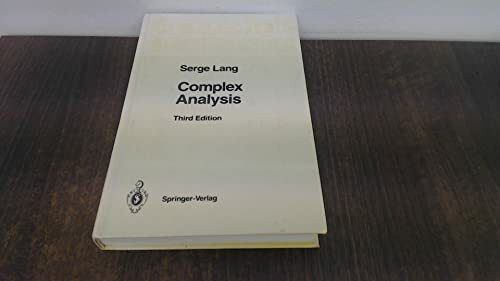 Serge Lang
Complex
Analysis
Third Edition
Springer-Verlag